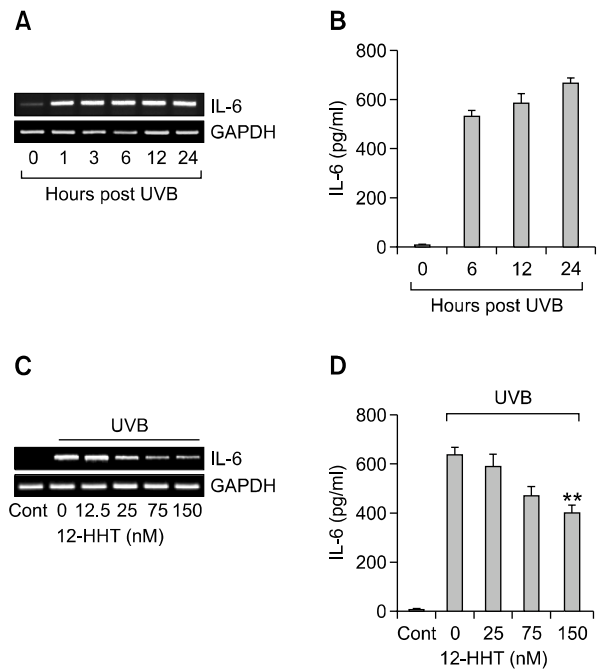 A
IL-6
GAPDH
0 1 3 6 12 24
Hours post UVB
B
800
600
400
200
0
IL-6 (pg/ml)
0 6 12 24
Hours post UVB
C
UVB
IL-6
GAPDH
Cont 0 12.5 25 75 150
12-HHT (nM)
D
UVB
800
600
400
200
0
IL-6 (pg/ml)
**
Cont 0 25 75 150
12-HHT (nM)